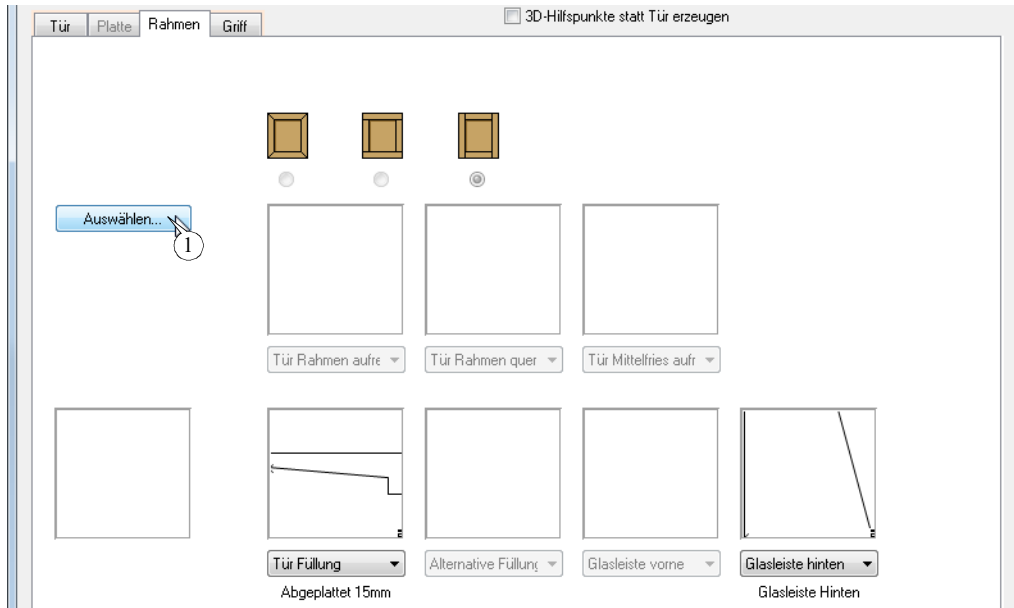 3D-Hilfspunkte statt Tür erzeugen
Tür Platte Rahmen Griff
Auswählen...
1
Tür Rahmen aufre Tür Rahmen quer Tür Mittelfries aufr
Tür Füllung Alternative Füllung Glasleiste vorne Glasleiste hinten
Abgeplattet 15mm Glasleiste Hinten